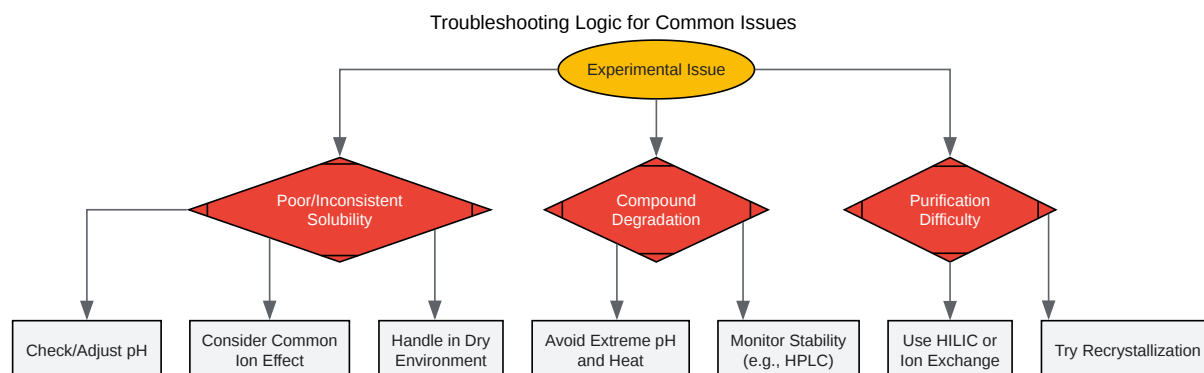 Troubleshooting Logic for Common Issues
Experimental Issue
Poor/Inconsistent
Solubility
Compound
Degradation
Purification
Difficulty
Check/Adjust pH
Consider Common
Ion Effect
Handle in Dry
Environment
Avoid Extreme pH
and Heat
Monitor Stability
(e.g., HPLC)
Use HILIC or
Ion Exchange
Try Recrystallization